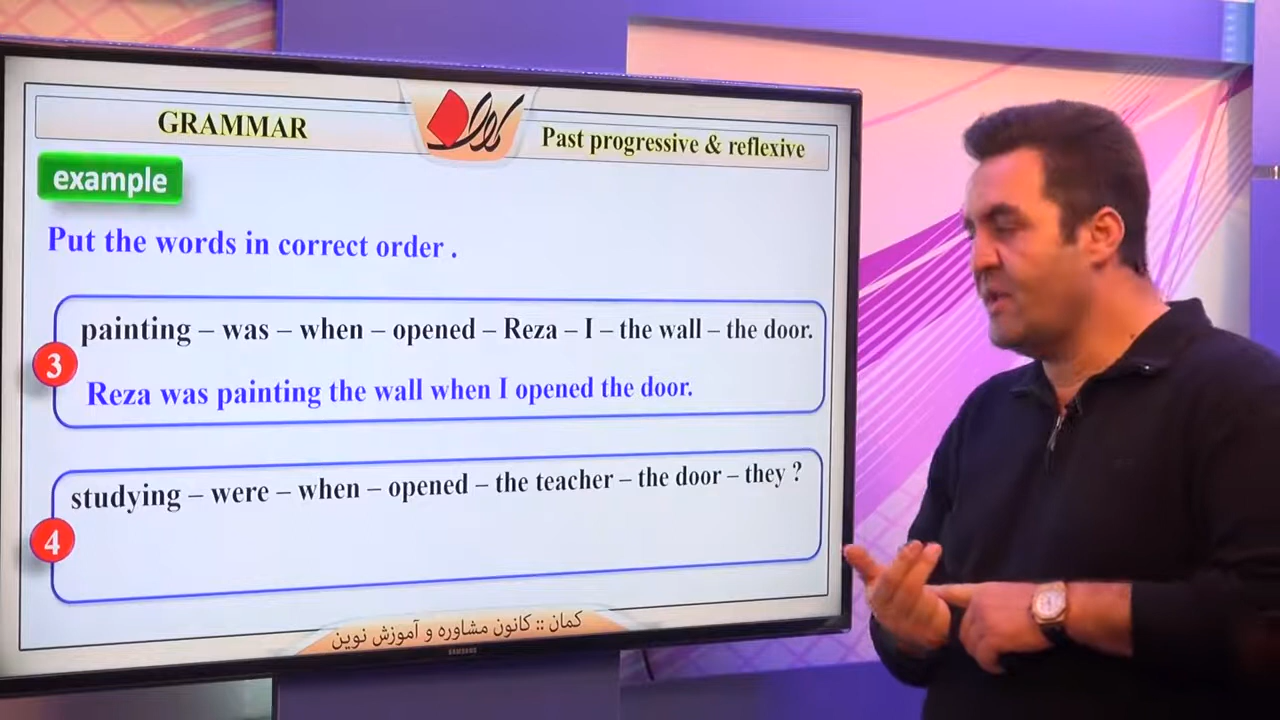 GRAMMAR
Past progressive & reflexive
example
Put the words in correct order .
painting – was – when – opened – Reza – I – the wall – the door.
3
Reza was painting the wall when I opened the door.
studying – were – when – opened – the teacher – the door – they ?
4
کمان :: کانون مشاوره و آموزش نوین
SAMSUNG